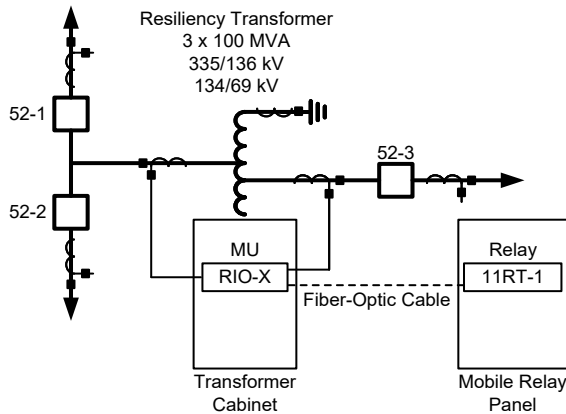 Resiliency Transformer
3 x 100 MVA
335/136 kV
134/69 kV
52-1
52-3
52-2
MU
RIO-X
Relay
11RT-1
Fiber-Optic Cable
Transformer
Cabinet
Mobile Relay
Panel